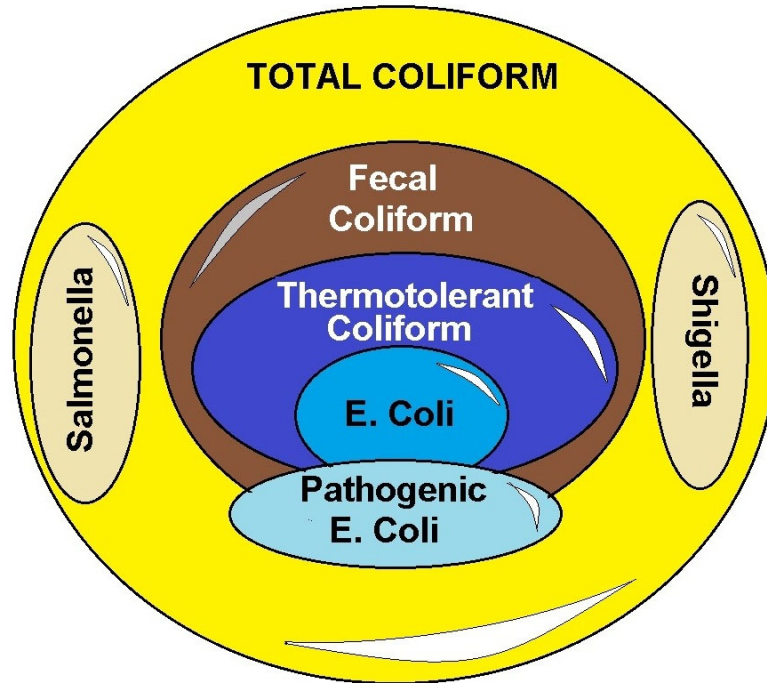 TOTAL COLIFORM
Fecal
Coliform
Thermotolerant
Coliform
E. Coli
Pathogenic
E. Coli
Salmonella
Shigella